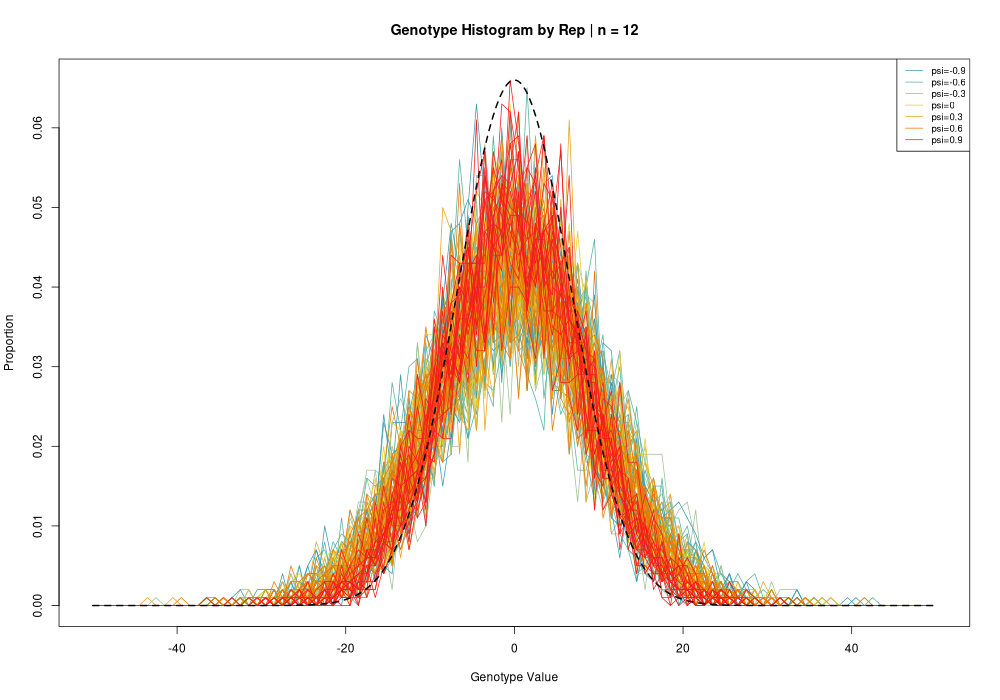 Genotype Histogram by Rep | n = 12
psi=-0.9
psi=-0.6
psi=-0.3
psi=0
psi=0.3
psi=0.6
psi=0.9
Proportion
0.06
0.05
0.04
0.03
0.02
0.01
0.00
-40
-20
0
20
40
Genotype Value